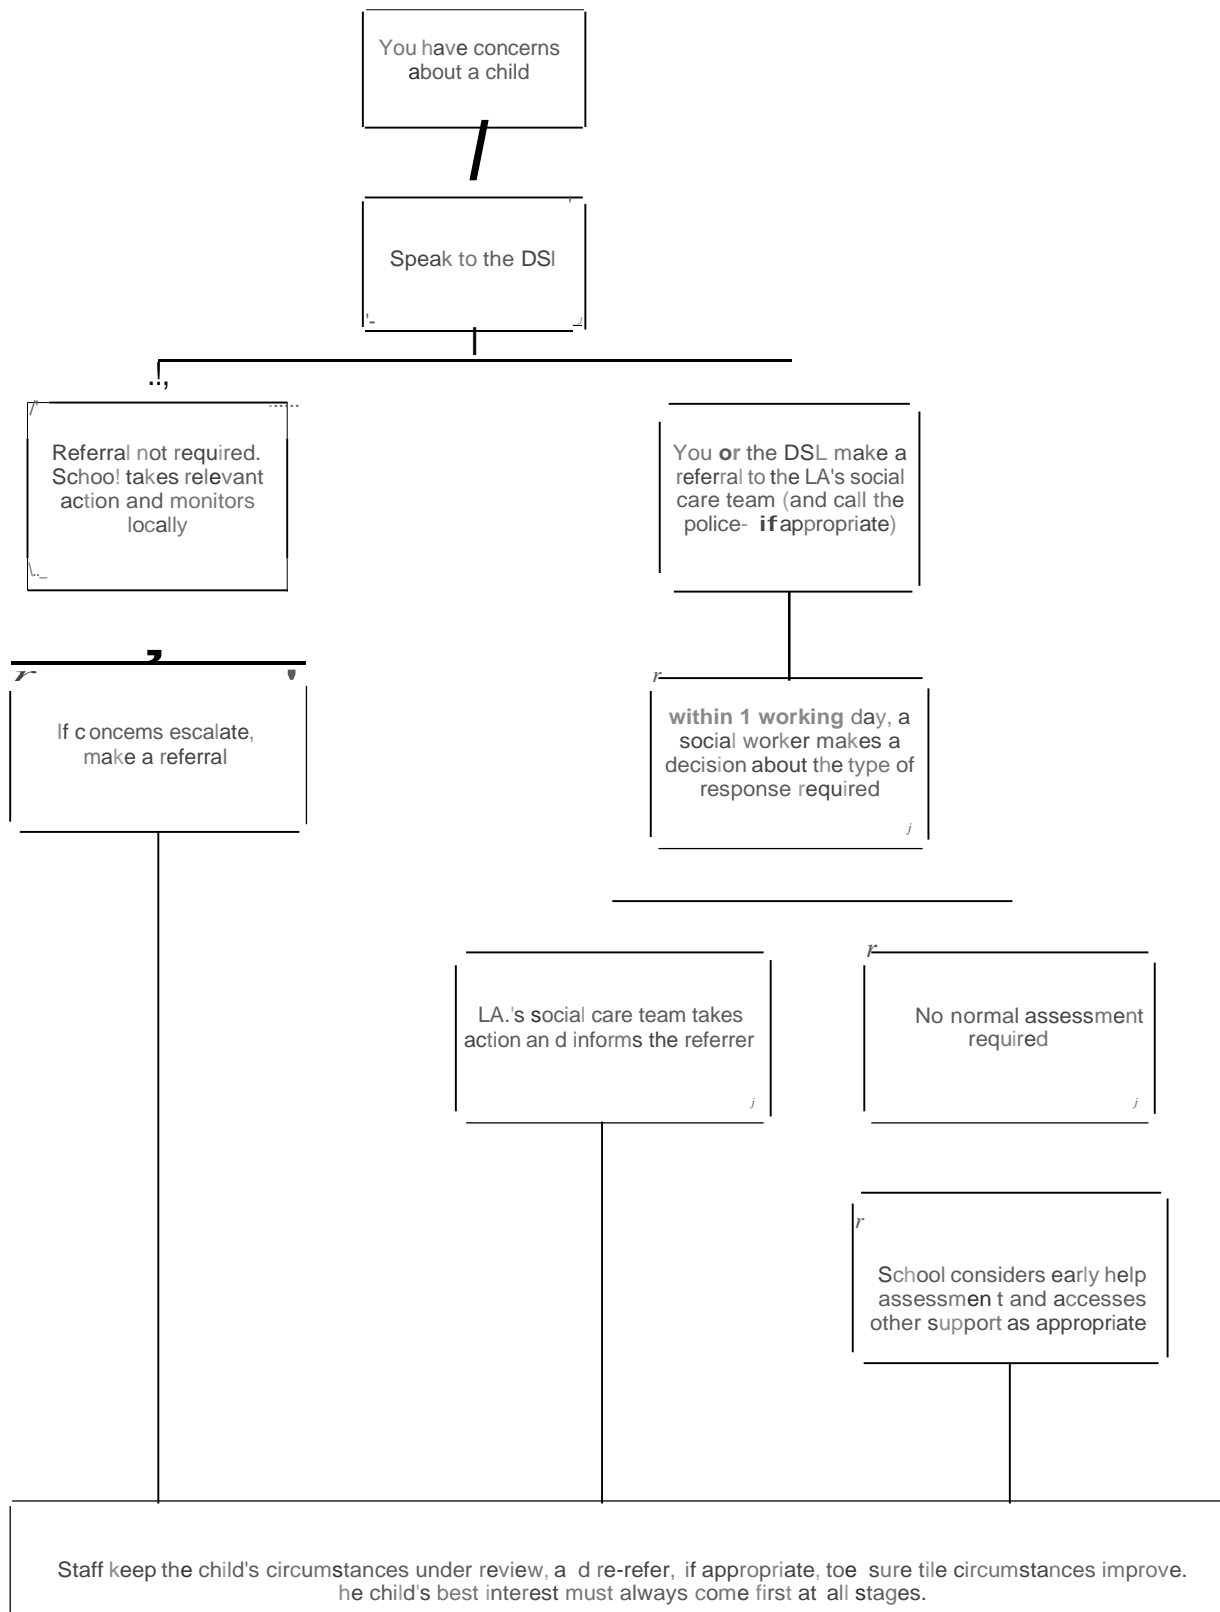 You have concerns
about a child
Speak to the DSl
Referral not required.
Schoo! takes relevant
action and monitors
locally
You or the DSL make a
referral to the LA's social
care team (and call the
police- if appropriate)
If c oncems escalate,
make a referral
within 1 working day, a
social worker makes a
decision about the type of
response required
LA.'s social care team takes
action an d informs the referrer
No normal assessment
required
School considers early help
assessmen t and accesses
other support as appropriate
Staff keep the child's circumstances under review, a d re-refer, if appropriate, toe sure tile circumstances improve.
he child's best interest must always come first at all stages.